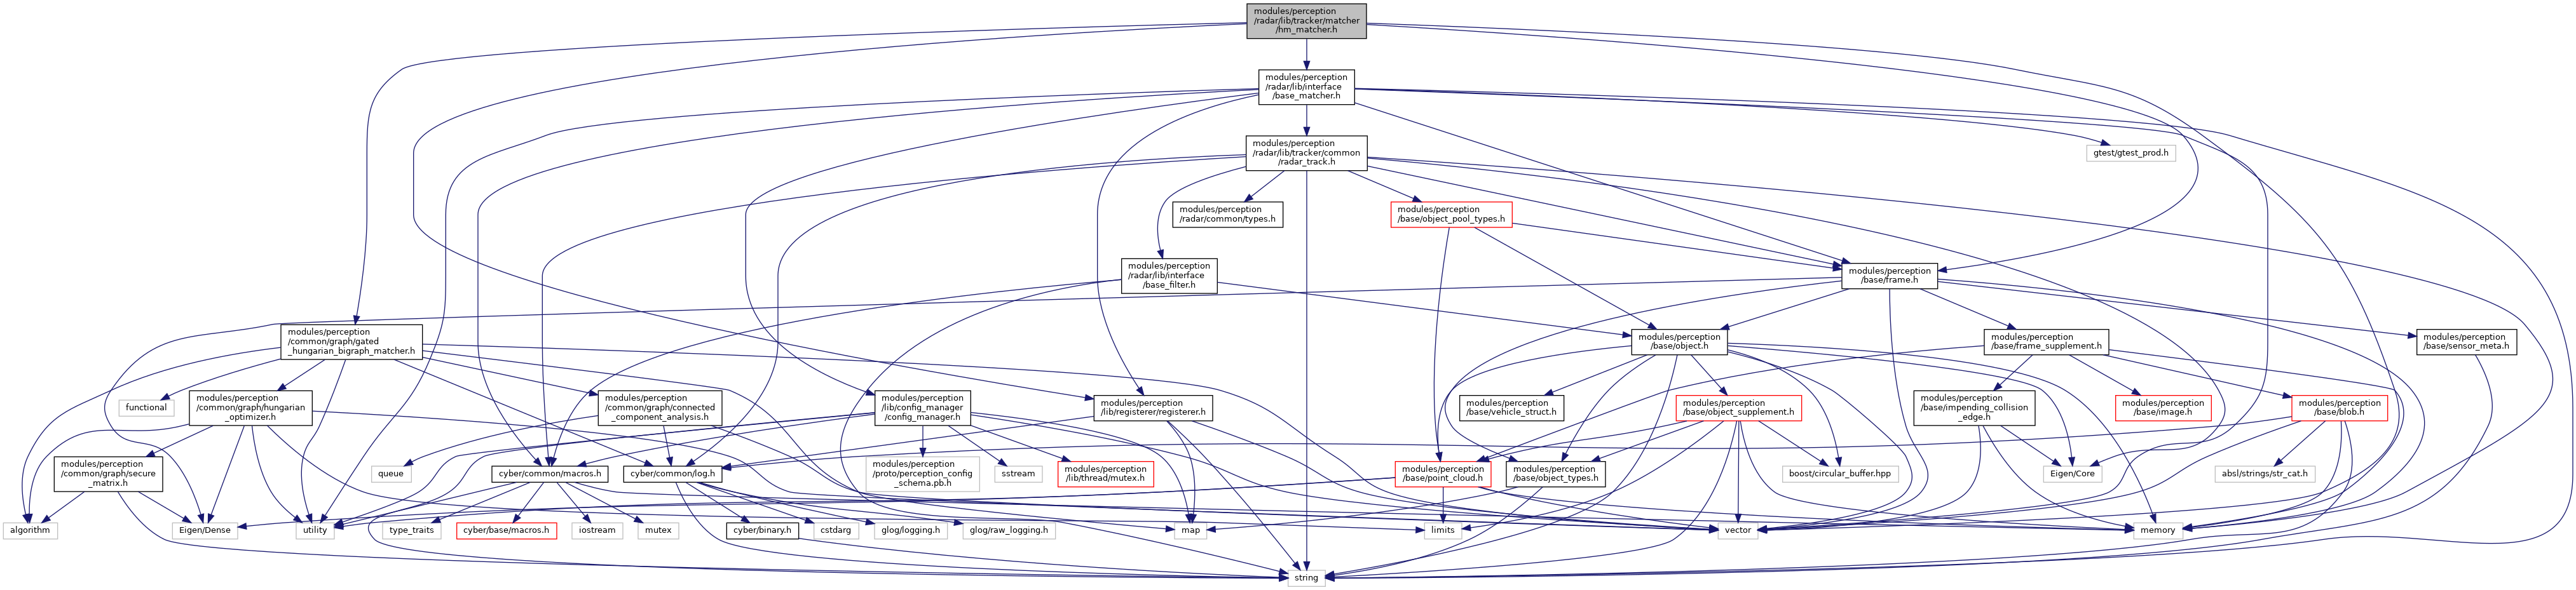 modules/perception
/radar/lib/tracker/matcher
/hm_matcher.h
modules/perception
/radar/lib/interface
/base_matcher.h
modules/perception
/radar/lib/tracker/common
/radar_track.h
gtest/gtest_prod.h
modules/perception
/radar/common/types.h
modules/perception
/base/object_pool_types.h
modules/perception
/radar/lib/interface
/base_filter.h
modules/perception
/base/frame.h
modules/perception
/common/graph/gated
_hungarian_bigraph_matcher.h
modules/perception
/base/object.h
modules/perception
/base/frame_supplement.h
modules/perception
/base/sensor_meta.h
functional
modules/perception
/common/graph/hungarian
_optimizer.h
modules/perception
/common/graph/connected
_component_analysis.h
modules/perception
/lib/config_manager
/config_manager.h
modules/perception
/lib/registerer/registerer.h
modules/perception
/base/vehicle_struct.h
modules/perception
/base/object_supplement.h
modules/perception
/base/impending_collision
_edge.h
modules/perception
/base/image.h
modules/perception
/base/blob.h
modules/perception
/common/graph/secure
_matrix.h
queue
cyber/common/macros.h
cyber/common/log.h
modules/perception
/proto/perception_config
_schema.pb.h
sstream
modules/perception
/lib/thread/mutex.h
modules/perception
/base/point_cloud.h
modules/perception
/base/object_types.h
boost/circular_buffer.hpp
Eigen/Core
absl/strings/str_cat.h
algorithm
Eigen/Dense
utility
type_traits
cyber/base/macros.h
iostream
mutex
cyber/binary.h
cstdarg
glog/logging.h
glog/raw_logging.h
map
limits
vector
memory
string